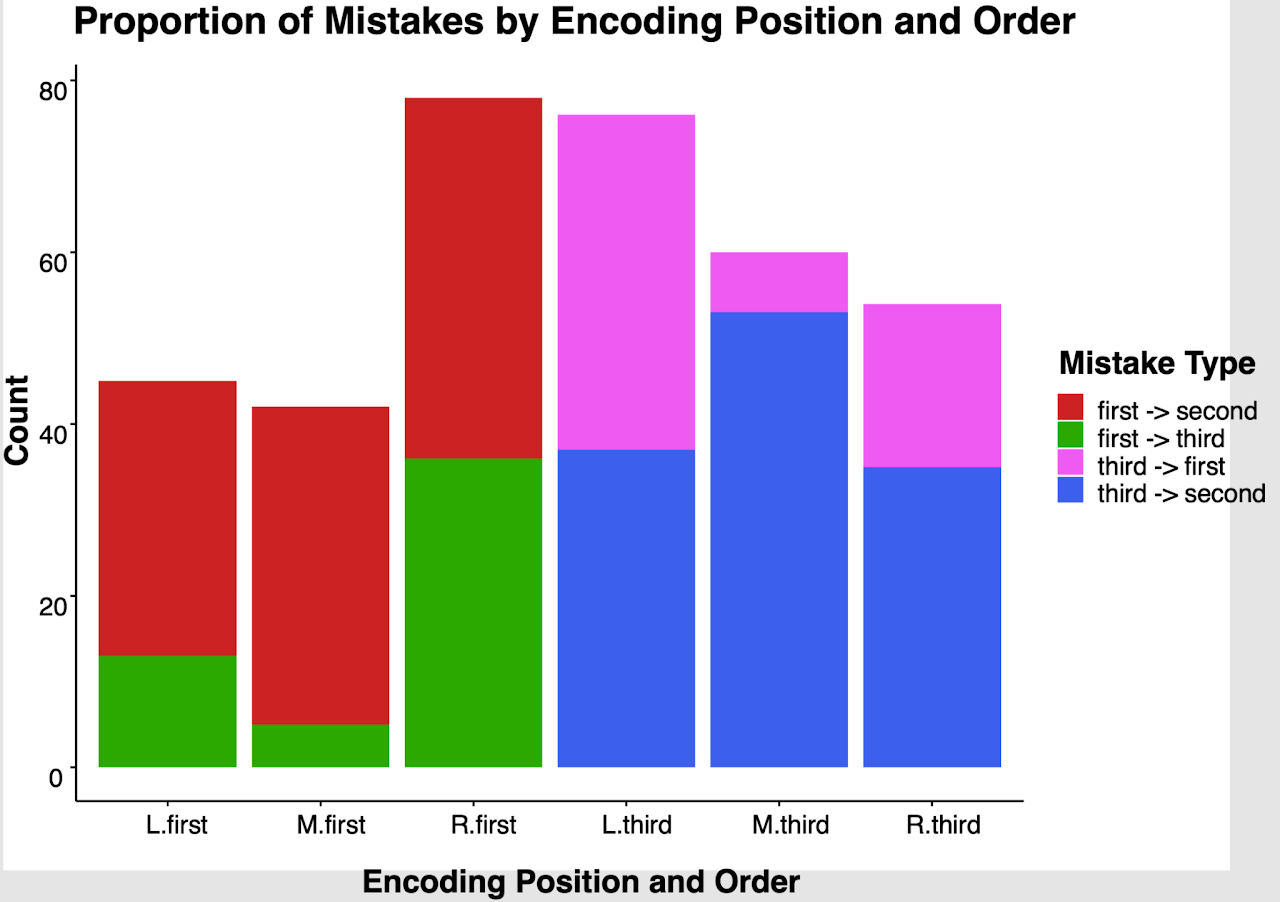 Proportion of Mistakes by Encoding Position and Order
80
60
40
20
0
Count
L.first M.first R.first L.third M.third R.third
Encoding Position and Order
Mistake Type
first -> second
first -> third
third -> first
third -> second